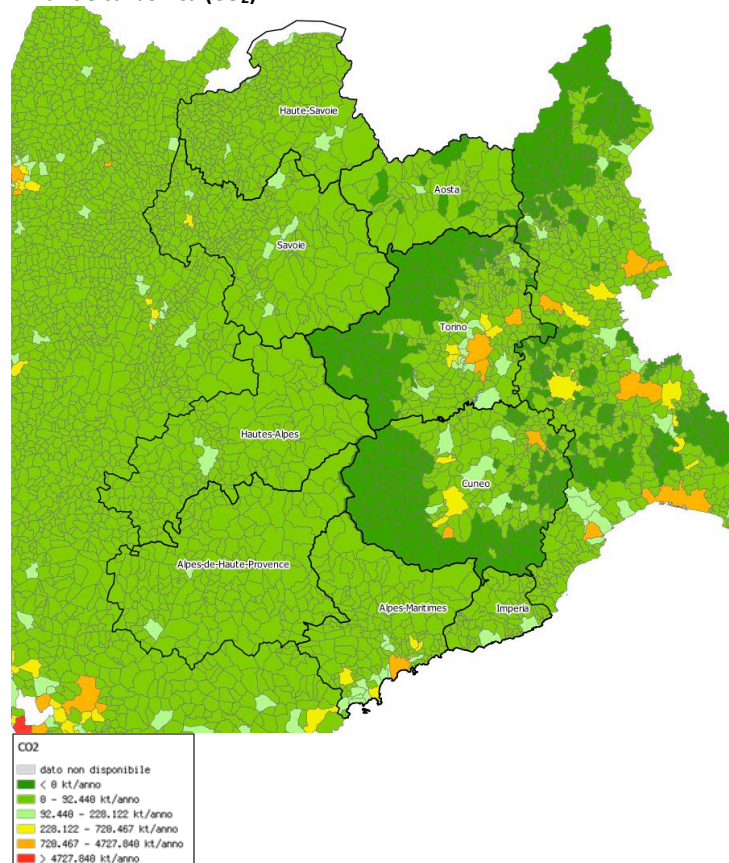 (CO₂)
Haute-Savoie
Aosta
Savoie
Torino
Hautes-Alpes
Cuneo
Alpes-de-Haute-Provence
Alpes-Maritimes
Imperia
CO2
dato non disponibile
< 0 kt/anno
0 - 92.440 kt/anno
92.440 - 228.122 kt/anno
228.122 - 720.467 kt/anno
720.467 - 4727.840 kt/anno
> 4727.840 kt/anno